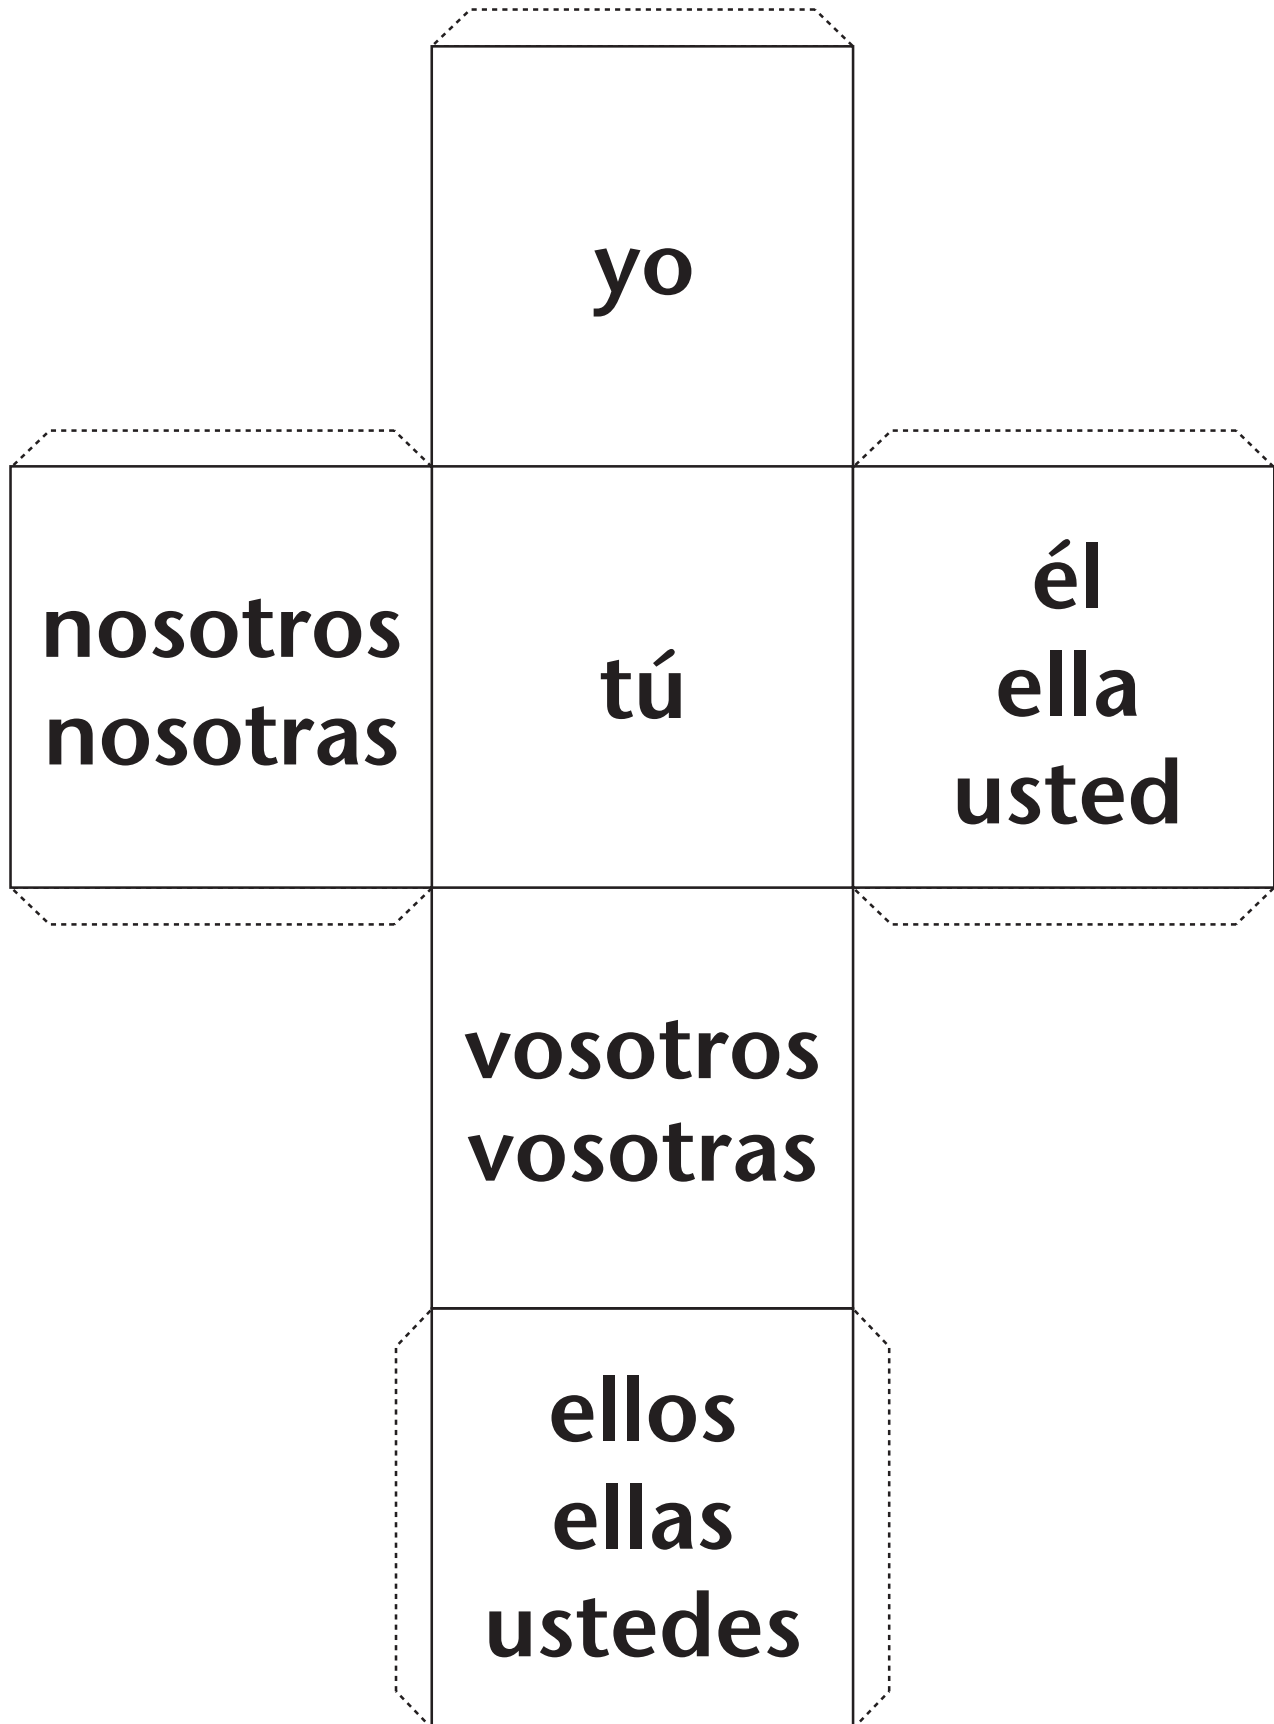 yo
nosotros
nosotras
tú
él
ella
usted
vosotros
vosotras
ellos
ellas
ustedes